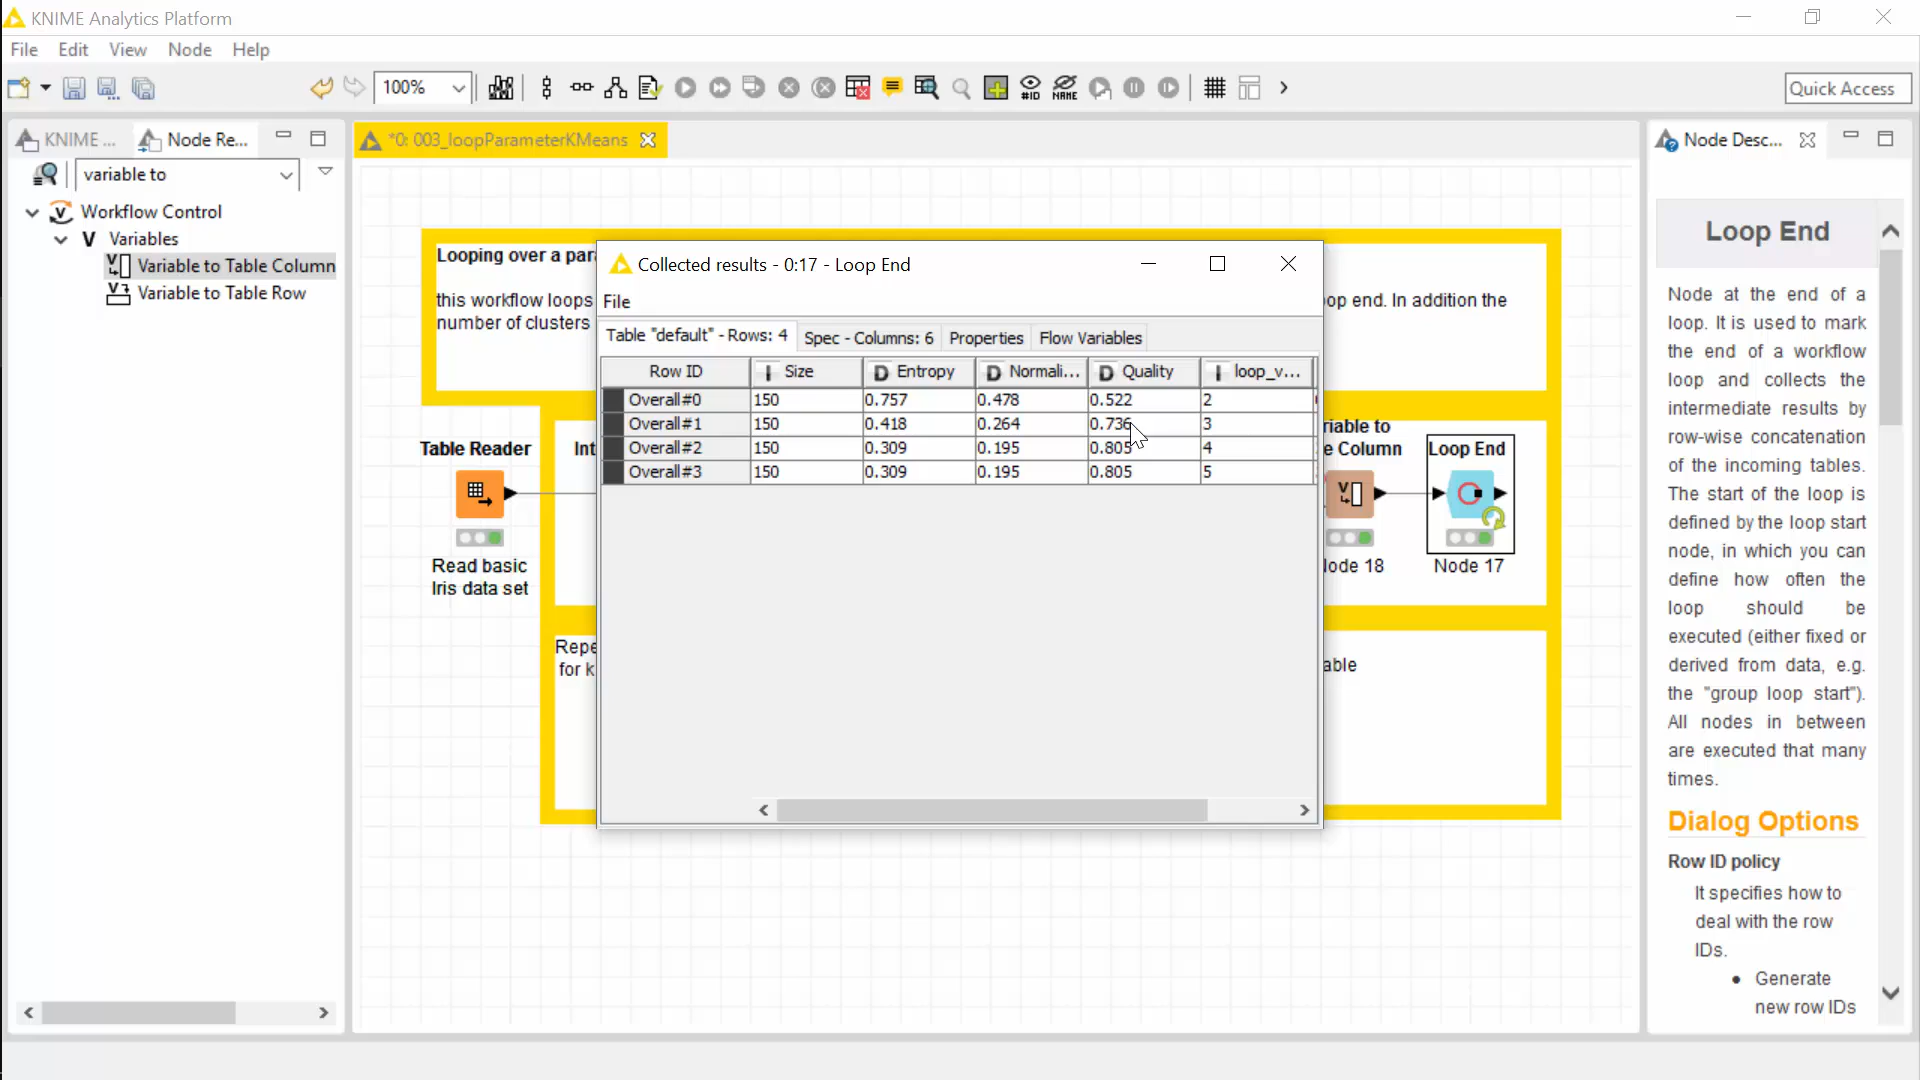 KNIME Analytics Platform
File Edit View Node Help
100%
#ID
NAME
Quick Access
KNIME ...
Node Re...
*0: 003_loopParameterKMeans
Node Desc...
variable to
Workflow Control
V Variables
Variable to Table Column
Variable to Table Row
Looping over a para
this workflow loops
number of clusters
op end. In addition the
Collected results - 0:17 - Loop End
File
Table "default" - Rows: 4 Spec - Columns: 6 Properties Flow Variables
Row ID I Size D Entropy D Normali... D Quality I loop_v...
Overall#0 150 0.757 0.478 0.522 2
Overall#1 150 0.418 0.264 0.736 3
Overall#2 150 0.309 0.195 0.805 4
Overall#3 150 0.309 0.195 0.805 5
Table Reader
Read basic
Iris data set
Int
riable to
e Column
Node 18
Loop End
Node 17
Repe
for k
able
Loop End
Node at the end of a
loop. It is used to mark
the end of a workflow
loop and collects the
intermediate results by
row-wise concatenation
of the incoming tables.
The start of the loop is
defined by the loop start
node, in which you can
define how often the
loop should be
executed (either fixed or
derived from data, e.g.
the "group loop start").
All nodes in between
are executed that many
times.
Dialog Options
Row ID policy
It specifies how to
deal with the row
IDs.
• Generate
new row IDs